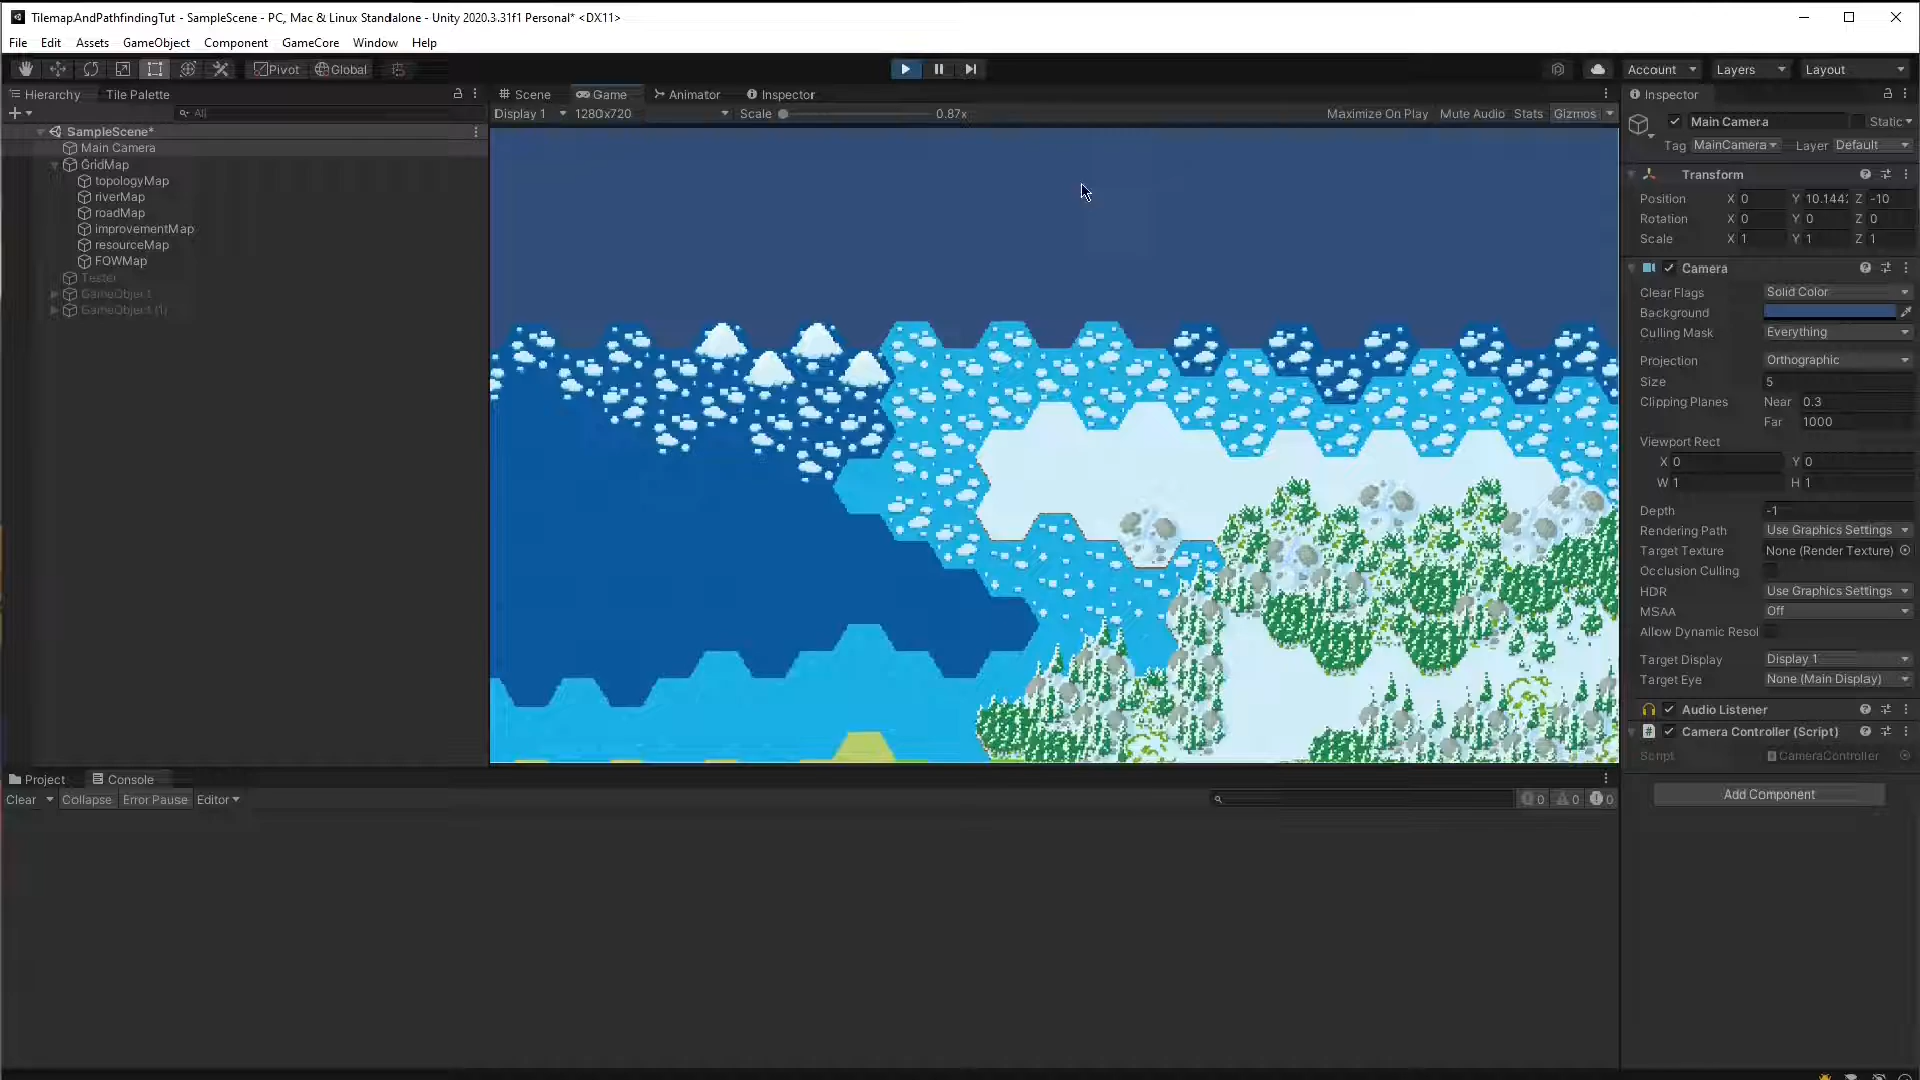 TilemapAndPathfindingTut - SampleScene - PC, Mac & Linux Standalone - Unity 2020.3.31f1 Personal* <DX11>
File Edit Assets GameObject Component GameCore Window Help
Pivot Global Account Layers Layout
Hierarchy Tile Palette Scene Game Animator Inspector Inspector
All Display 1 1280x720 Scale 0.87x Maximize On Play Mute Audio Stats Gizmos
SampleScene*
Main Camera
GridMap
topologyMap
riverMap
roadMap
improvementMap
resourceMap
FOWMap
Tester
GameObject
GameObject (1)
Main Camera Static
Tag MainCamera Layer Default
Transform
Position X 0 Y 10.144 Z -10
Rotation X 0 Y 0 Z 0
Scale X 1 Y 1 Z 1
Camera
Clear Flags Solid Color
Background
Culling Mask Everything
Projection Orthographic
Size 5
Clipping Planes Near 0.3
Far 1000
Viewport Rect
X 0 Y 0
W 1 H 1
Depth -1
Rendering Path Use Graphics Settings
Target Texture None (Render Texture)
Occlusion Culling
HDR Use Graphics Settings
MSAA Off
Allow Dynamic Resol
Target Display Display 1
Target Eye None (Main Display)
Audio Listener
Camera Controller (Script)
Script CameraController
Add Component
Project Console
Clear Collapse Error Pause Editor 0 0 0